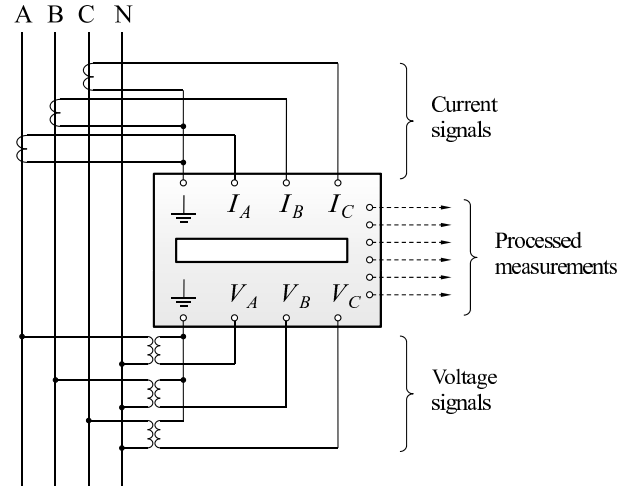 A B C N
Current
signals
I_A I_B I_C
Processed
measurements
V_A V_B V_C
Voltage
signals